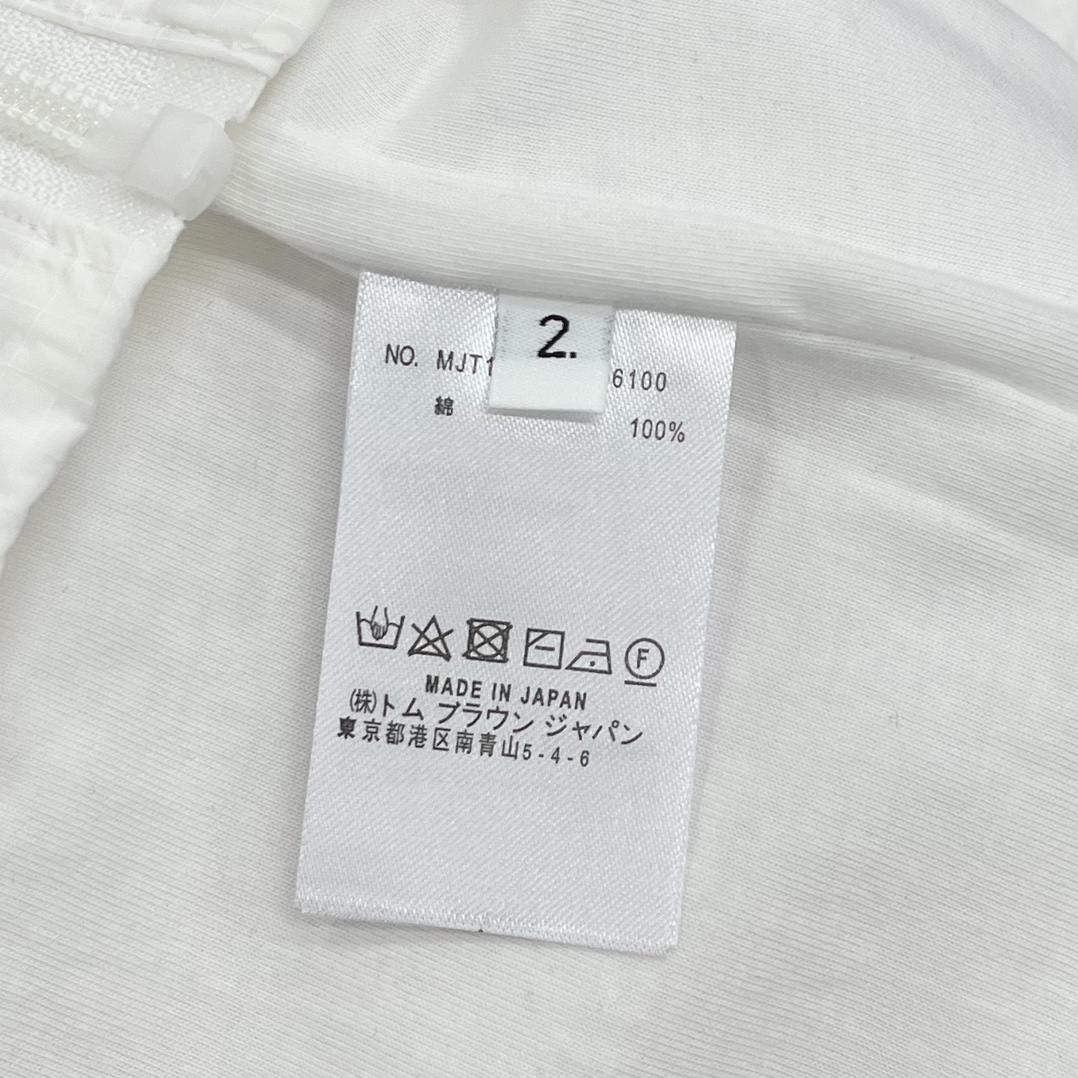 2.
NO. MJT1 6100
綿 100%
F
MADE IN JAPAN
(株)トム ブラウン ジャパン
東京都港区南青山5-4-6